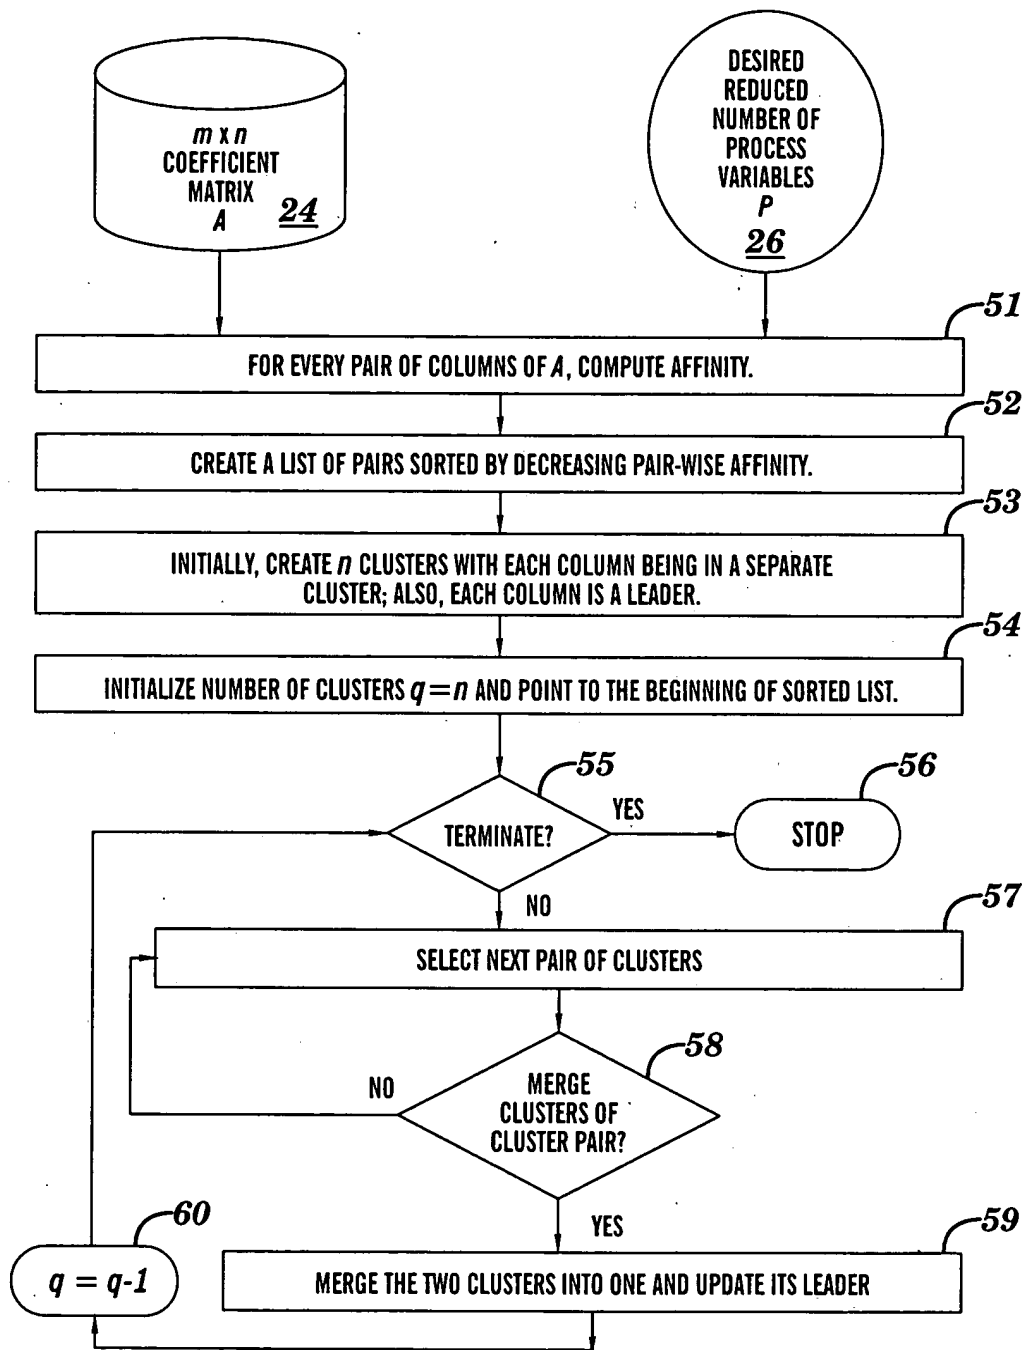 m x n
COEFFICIENT
MATRIX
A
24
DESIRED
REDUCED
NUMBER OF
PROCESS
VARIABLES
P
26
51
FOR EVERY PAIR OF COLUMNS OF A, COMPUTE AFFINITY.
52
CREATE A LIST OF PAIRS SORTED BY DECREASING PAIR-WISE AFFINITY.
53
INITIALLY, CREATE n CLUSTERS WITH EACH COLUMN BEING IN A SEPARATE
CLUSTER; ALSO, EACH COLUMN IS A LEADER.
54
INITIALIZE NUMBER OF CLUSTERS q=n AND POINT TO THE BEGINNING OF SORTED LIST.
55
TERMINATE?
YES
56
STOP
NO
57
SELECT NEXT PAIR OF CLUSTERS
58
MERGE
CLUSTERS OF
CLUSTER PAIR?
NO
YES
59
MERGE THE TWO CLUSTERS INTO ONE AND UPDATE ITS LEADER
60
q = q-1